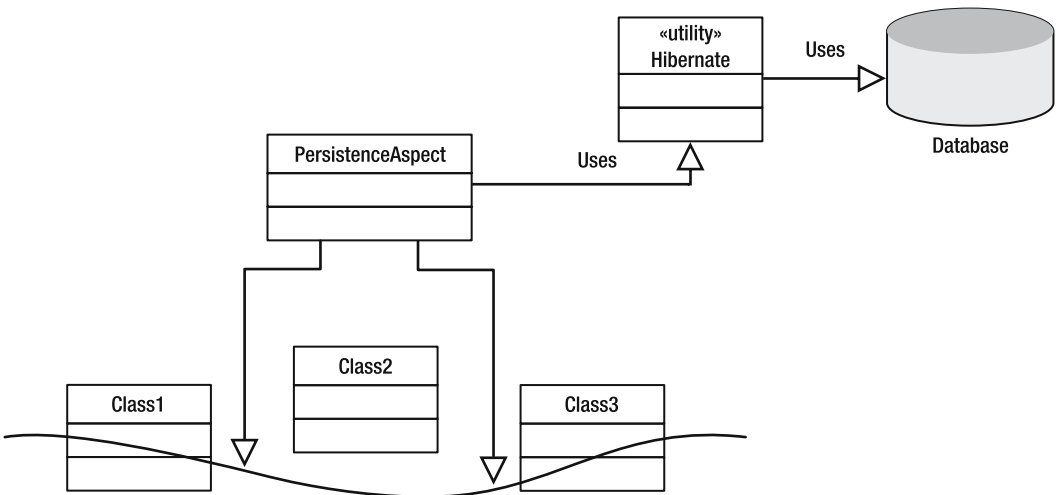 «utility»
Hibernate
Uses
Database
PersistenceAspect
Uses
Class2
Class1
Class3